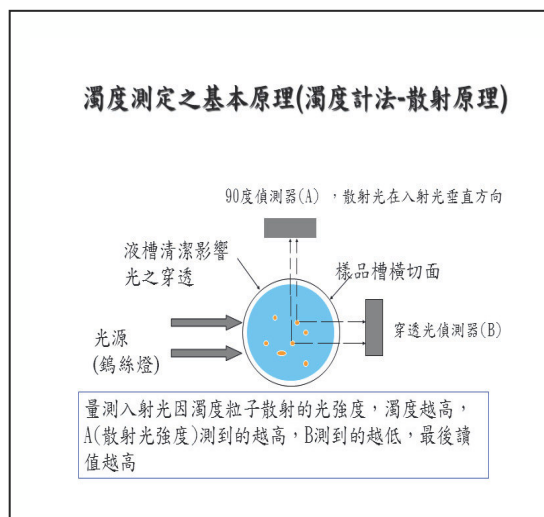 濁度測定之基本原理(濁度計法-散射原理)
90度偵測器(A) ，散射光在入射光垂直方向
液槽清潔影響
光之穿透
樣品槽橫切面
光源
(鎢絲燈)
穿透光偵測器(B)
量測入射光因濁度粒子散射的光強度，濁度越高，
A(散射光強度)測到的越高，B測到的越低，最後讀
值越高